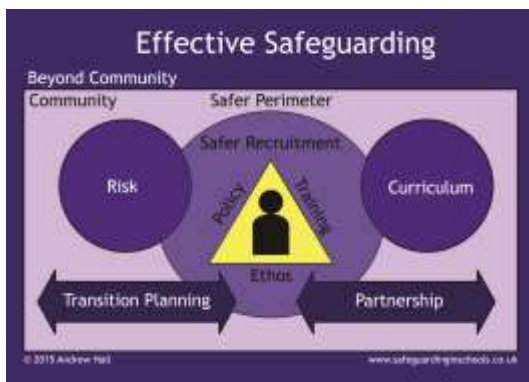 Effective Safeguarding
Beyond Community
Community
Safer Perimeter
Safer Recruitment
Risk
Policy
Training
Curriculum
Ethos
Transition Planning
Partnership
© 2015 Andrew Hall
www.safeguardinginschools.co.uk